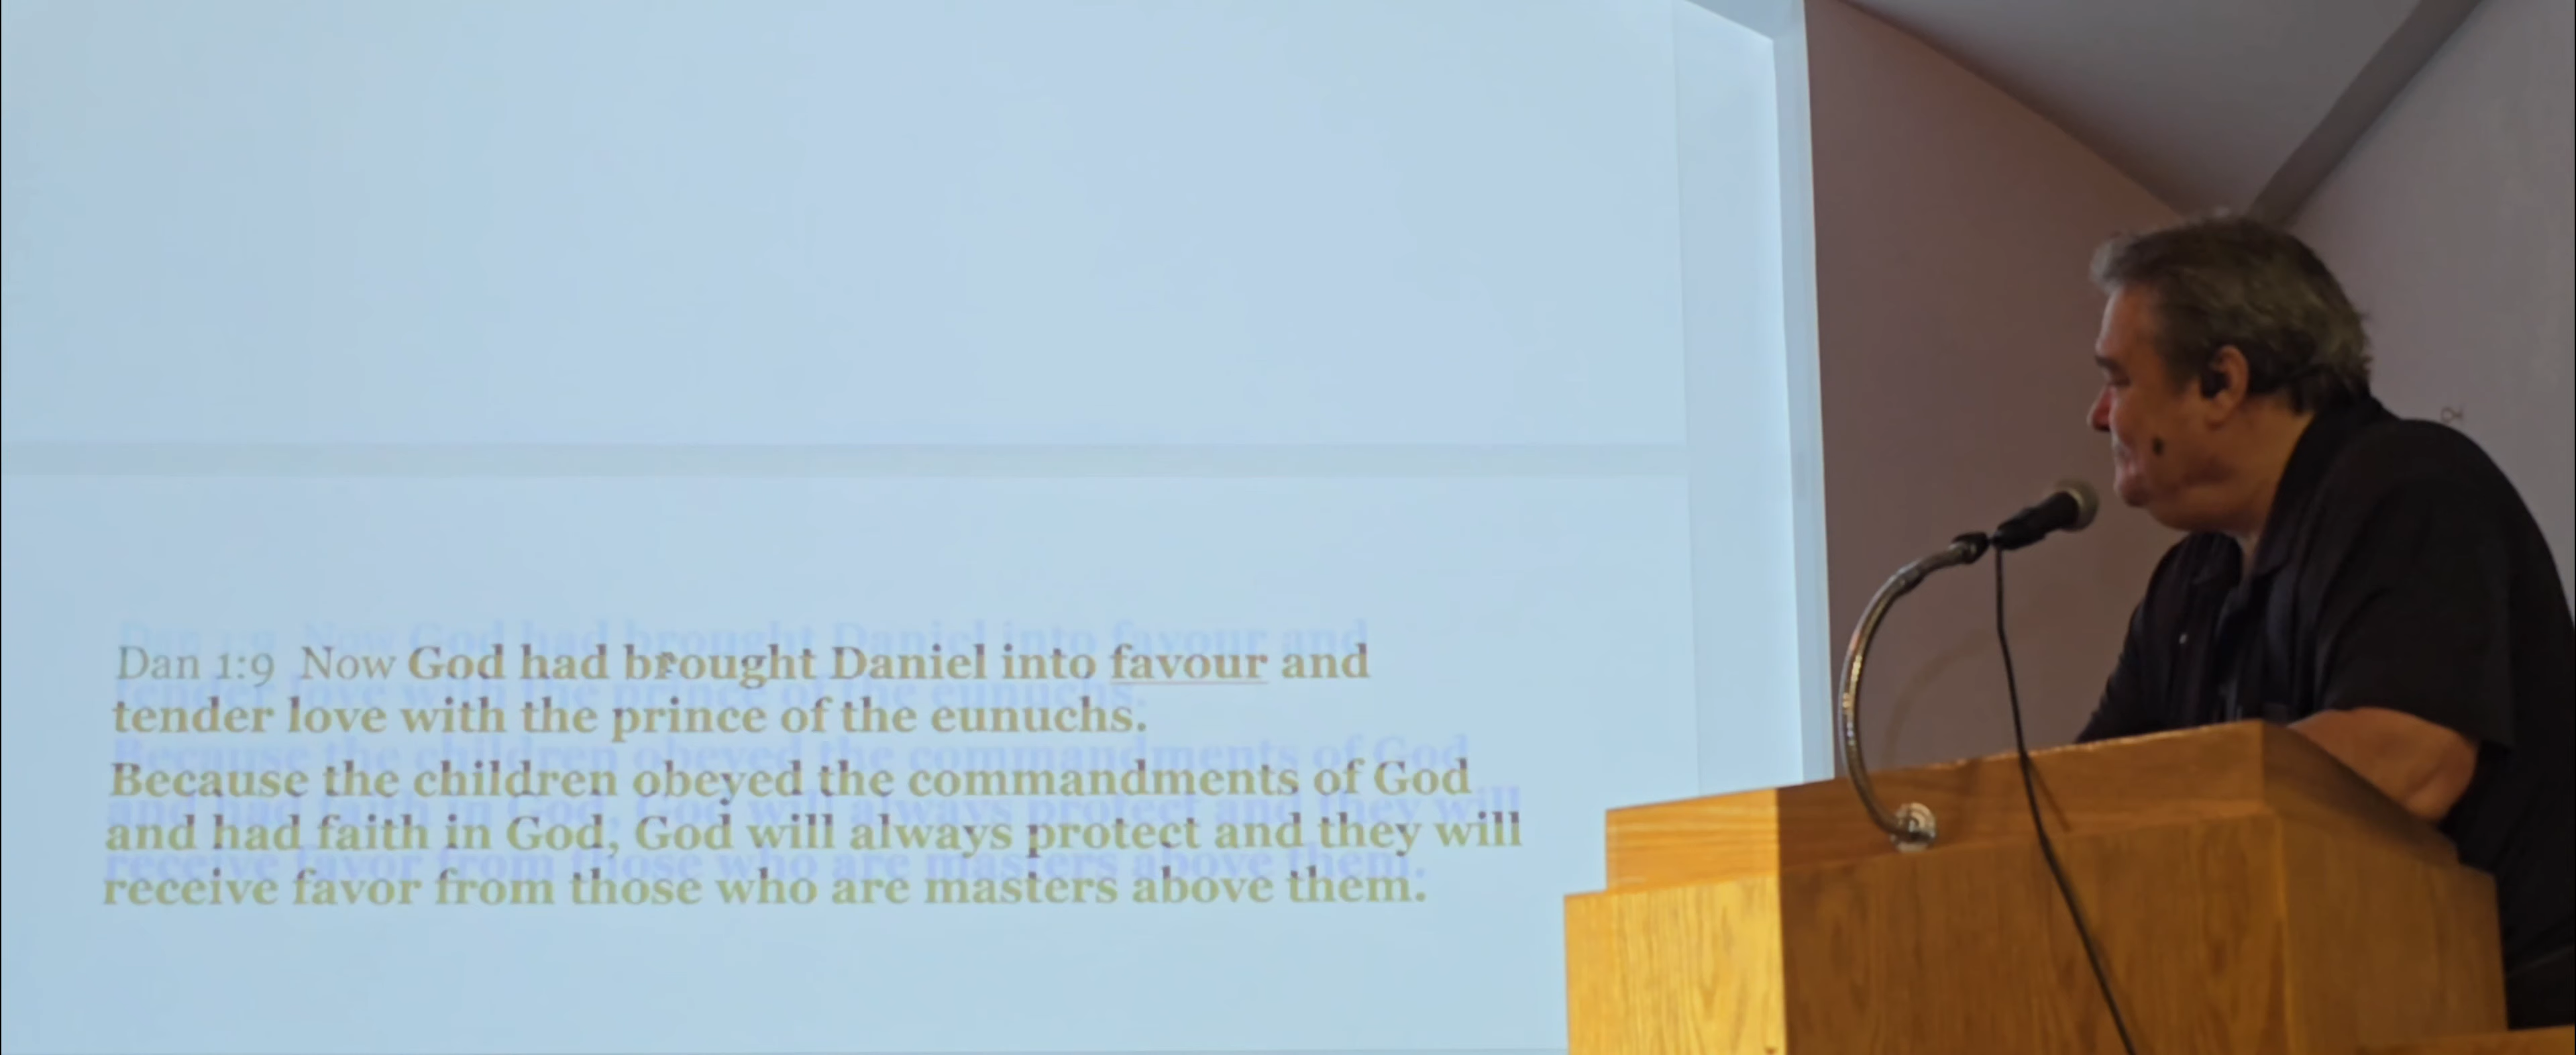 Dan 1:9 Now God had brought Daniel into favour and
tender love with the prince of the eunuchs.
Because the children obeyed the commandments of God
and had faith in God, God will always protect and they will
receive favor from those who are masters above them.